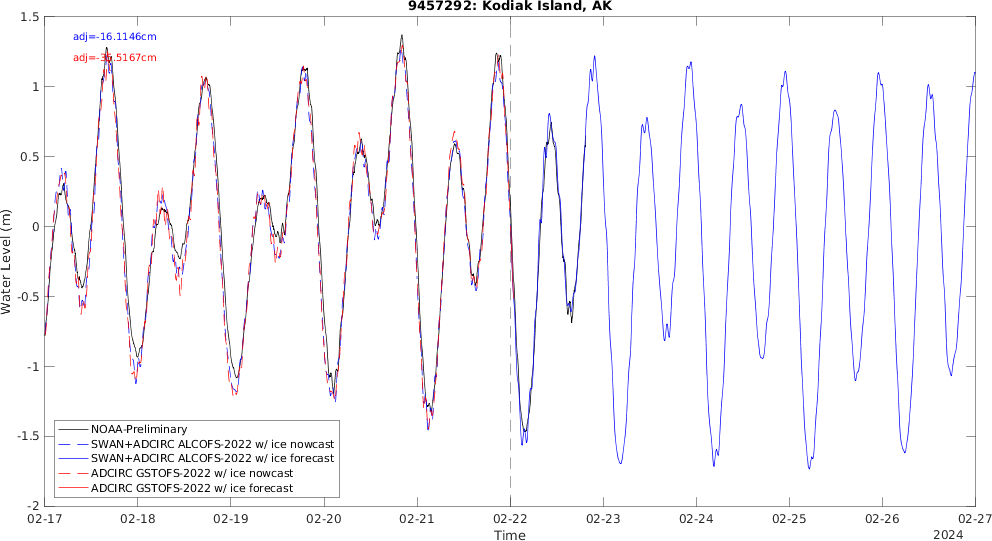 9457292: Kodiak Island, AK
adj=-16.1146cm
5167cm
Water Level (m)
1.5
1
0.5
0
-0.5
-1
-1.5
-2
NOAA-Preliminary
SWAN+ADCIRC ALCOFS-2022 w/ ice nowcast
SWAN+ADCIRC ALCOFS-2022 w/ ice forecast
ADCIRC GSTOFS-2022 w/ ice nowcast
ADCIRC GSTOFS-2022 w/ ice forecast
02-17 02-18 02-19 02-20 02-21 02-22 02-23 02-24 02-25 02-26 02-27
Time
2024